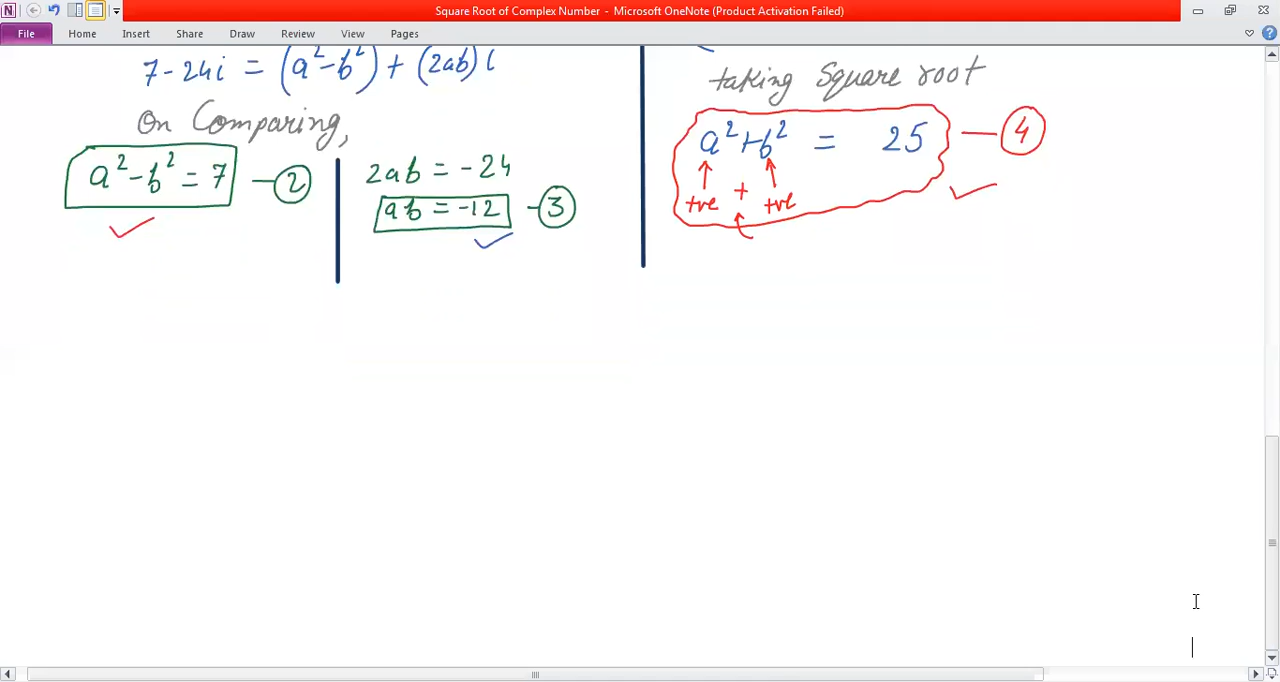 Square Root of Complex Number - Microsoft OneNote (Product Activation Failed)
File Home Insert Share Draw Review View Pages
7-24i = (a²-b²) + (2ab) i
On Comparing,
a²-b² = 7 — 2
2ab = -24
ab = -12 — 3
taking Square root
a²+b² = 25 — 4
+ve + +ve